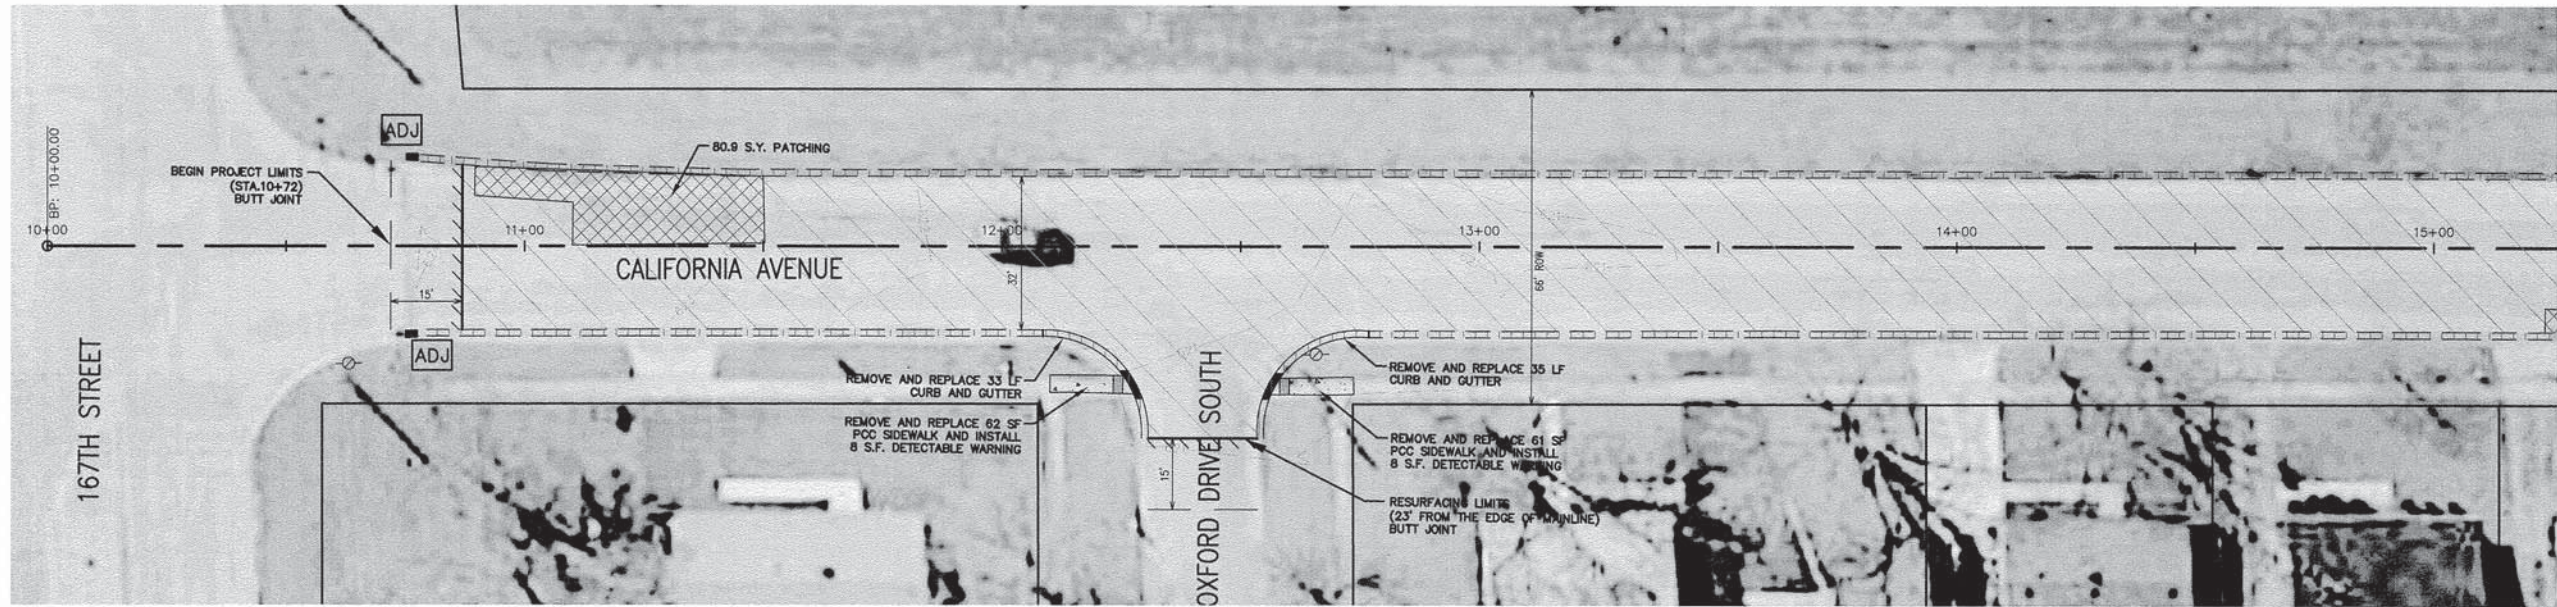 BP: 10+00.00
10+00
11+00
12+00
13+00
14+00
15+00
ADJ
BEGIN PROJECT LIMITS
(STA.10+72)
BUTT JOINT
80.9 S.Y. PATCHING
CALIFORNIA AVENUE
32'
66' ROW
15'
ADJ
167TH STREET
REMOVE AND REPLACE 33 LF
CURB AND GUTTER
REMOVE AND REPLACE 62 SF
PCC SIDEWALK AND INSTALL
8 S.F. DETECTABLE WARNING
15'
OXFORD DRIVE SOUTH
REMOVE AND REPLACE 35 LF
CURB AND GUTTER
REMOVE AND REPLACE 61 SF
PCC SIDEWALK AND INSTALL
8 S.F. DETECTABLE WARNING
RESURFACING LIMITS
(23' FROM THE EDGE OF MAINLINE)
BUTT JOINT